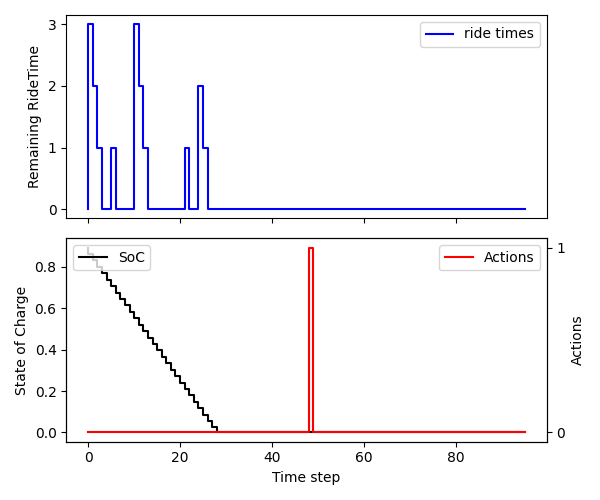 3
2
1
0
Remaining RideTime
ride times
0.8
0.6
0.4
0.2
0.0
State of Charge
SoC
Actions
1
0
Actions
0 20 40 60 80
Time step